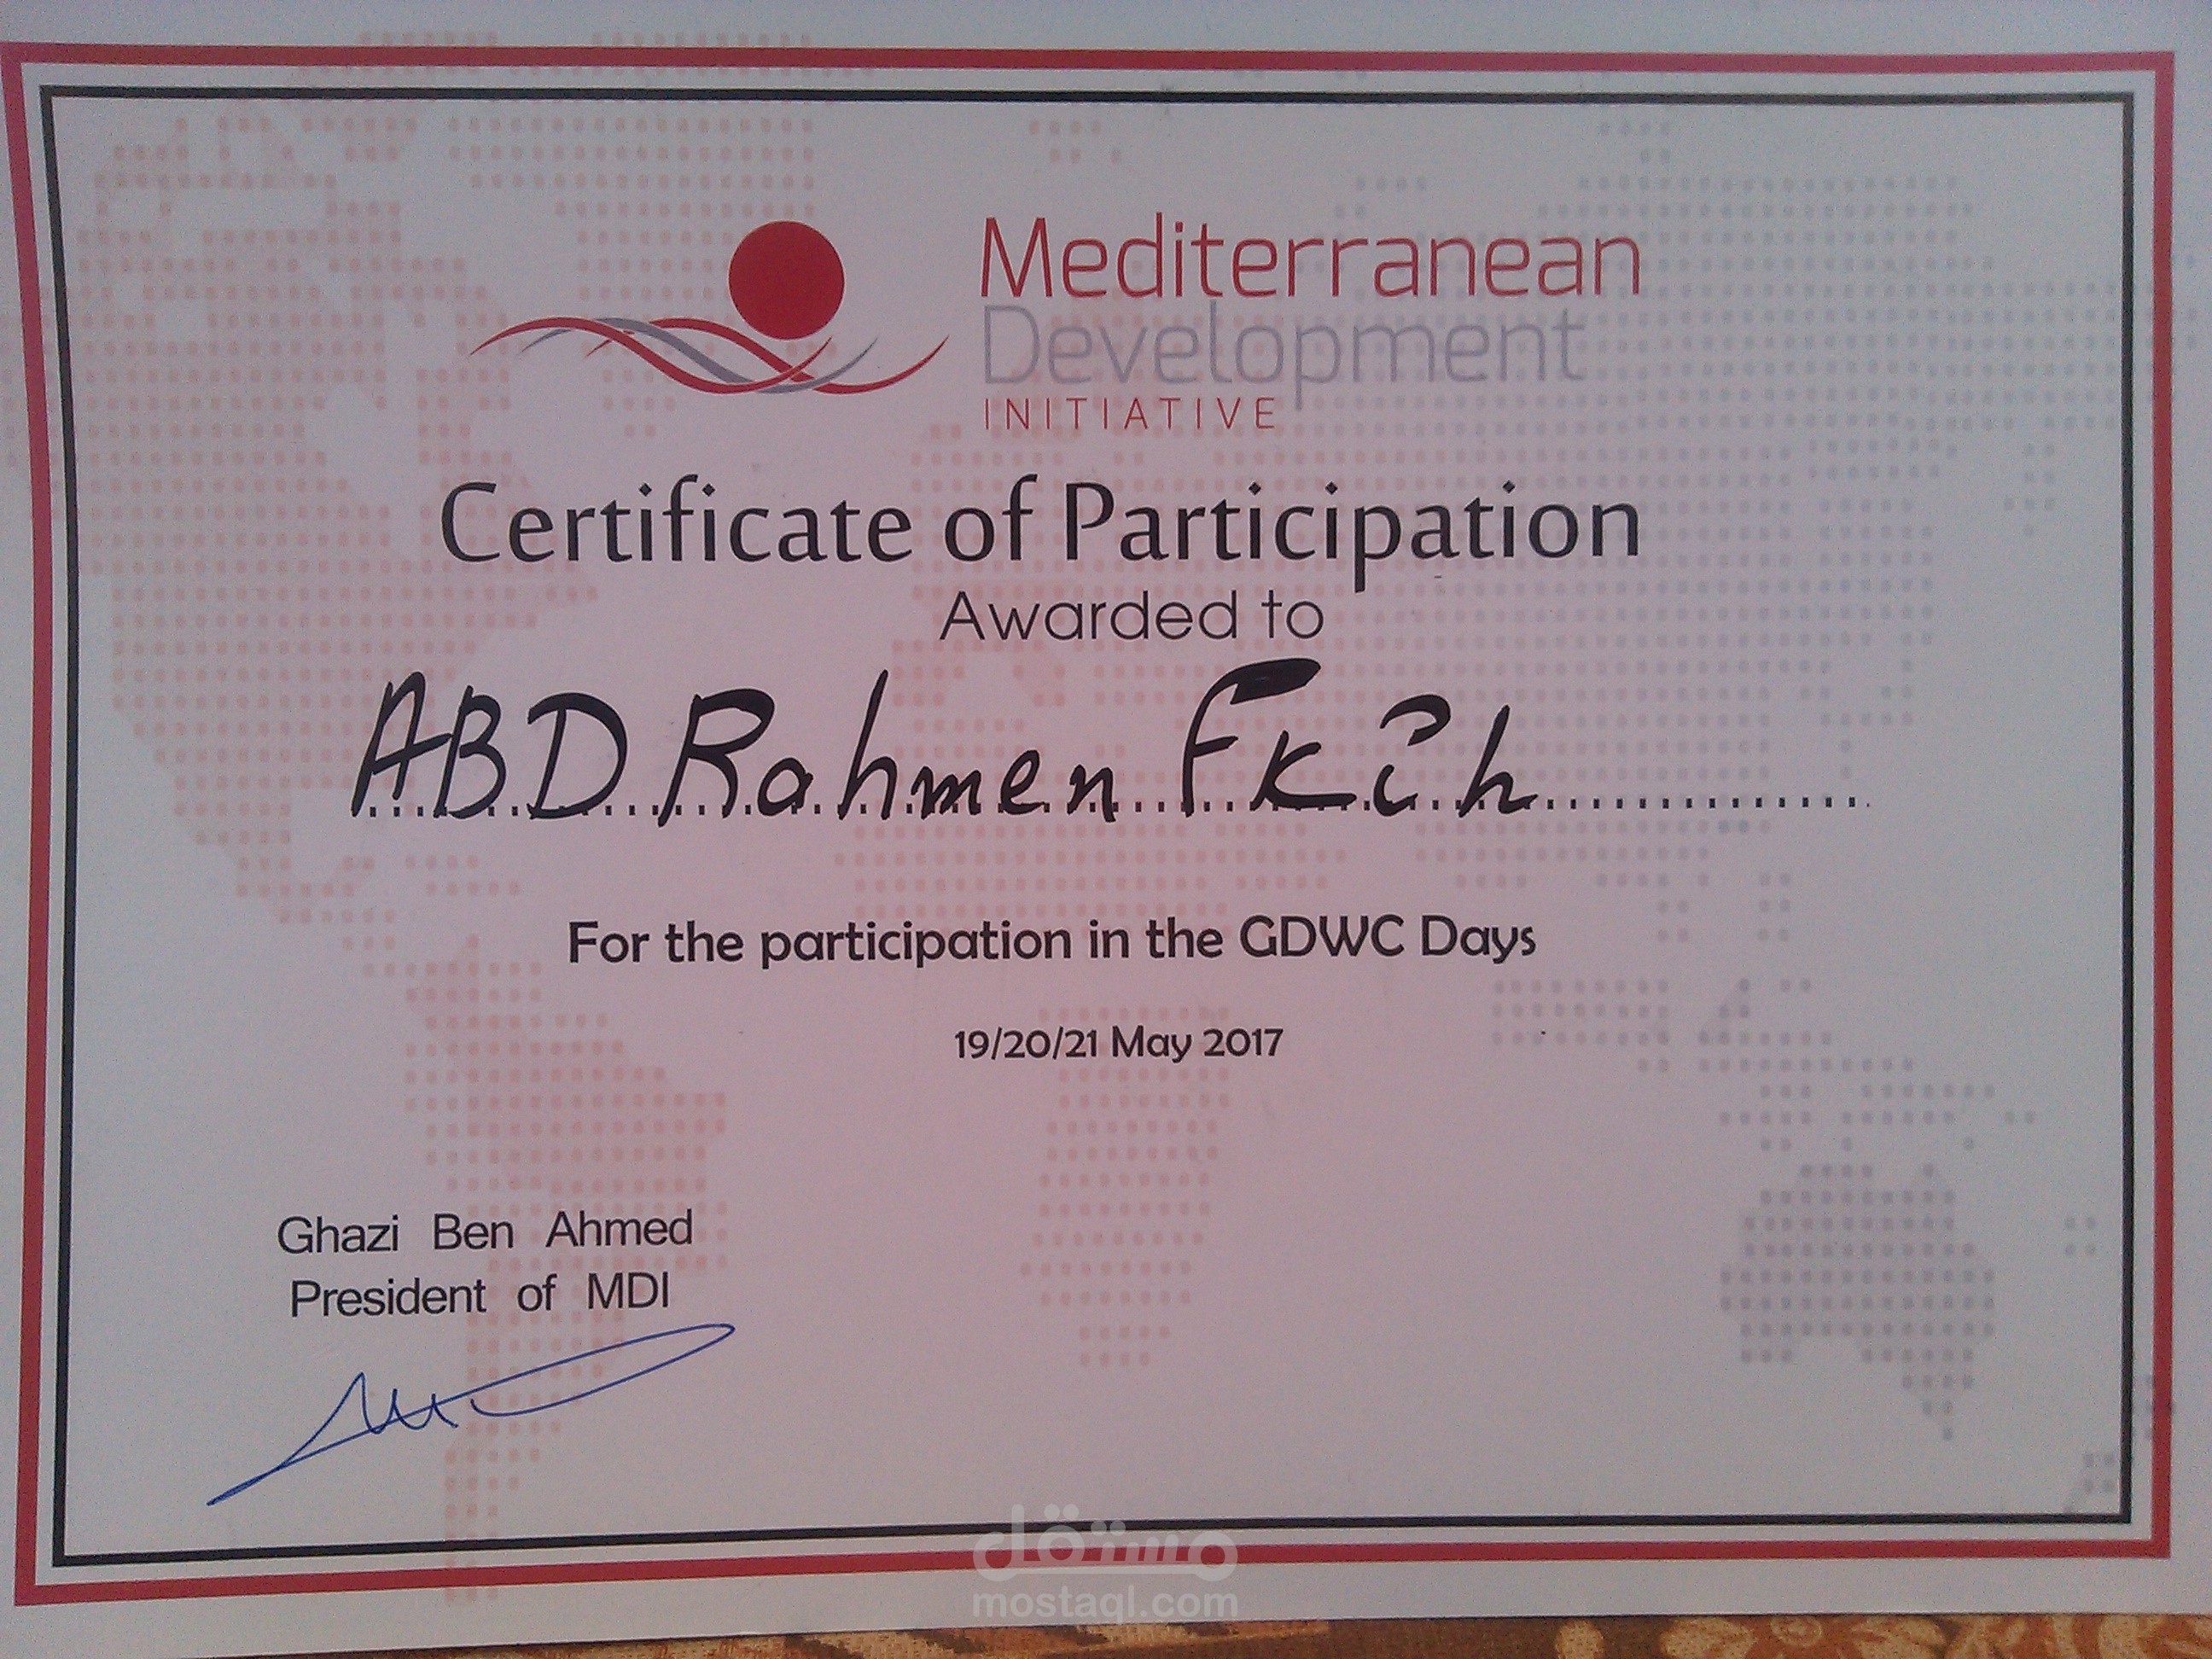 Mediterranean
Development
INITIATIVE
Certificate of Participation
Awarded to
ABD Rahmen Fkih
For the participation in the GDWC Days
19/20/21 May 2017
Ghazi Ben Ahmed
President of MDI
مستقل
mostaql.com